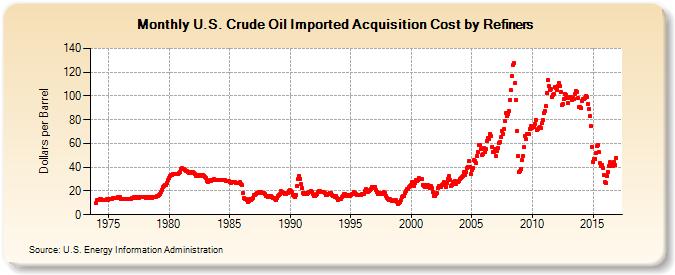 Monthly U.S. Crude Oil Imported Acquisition Cost by Refiners
Dollars per Barrel
140
120
100
80
60
40
20
0
1975 1980 1985 1990 1995 2000 2005 2010 2015
Source: U.S. Energy Information Administration